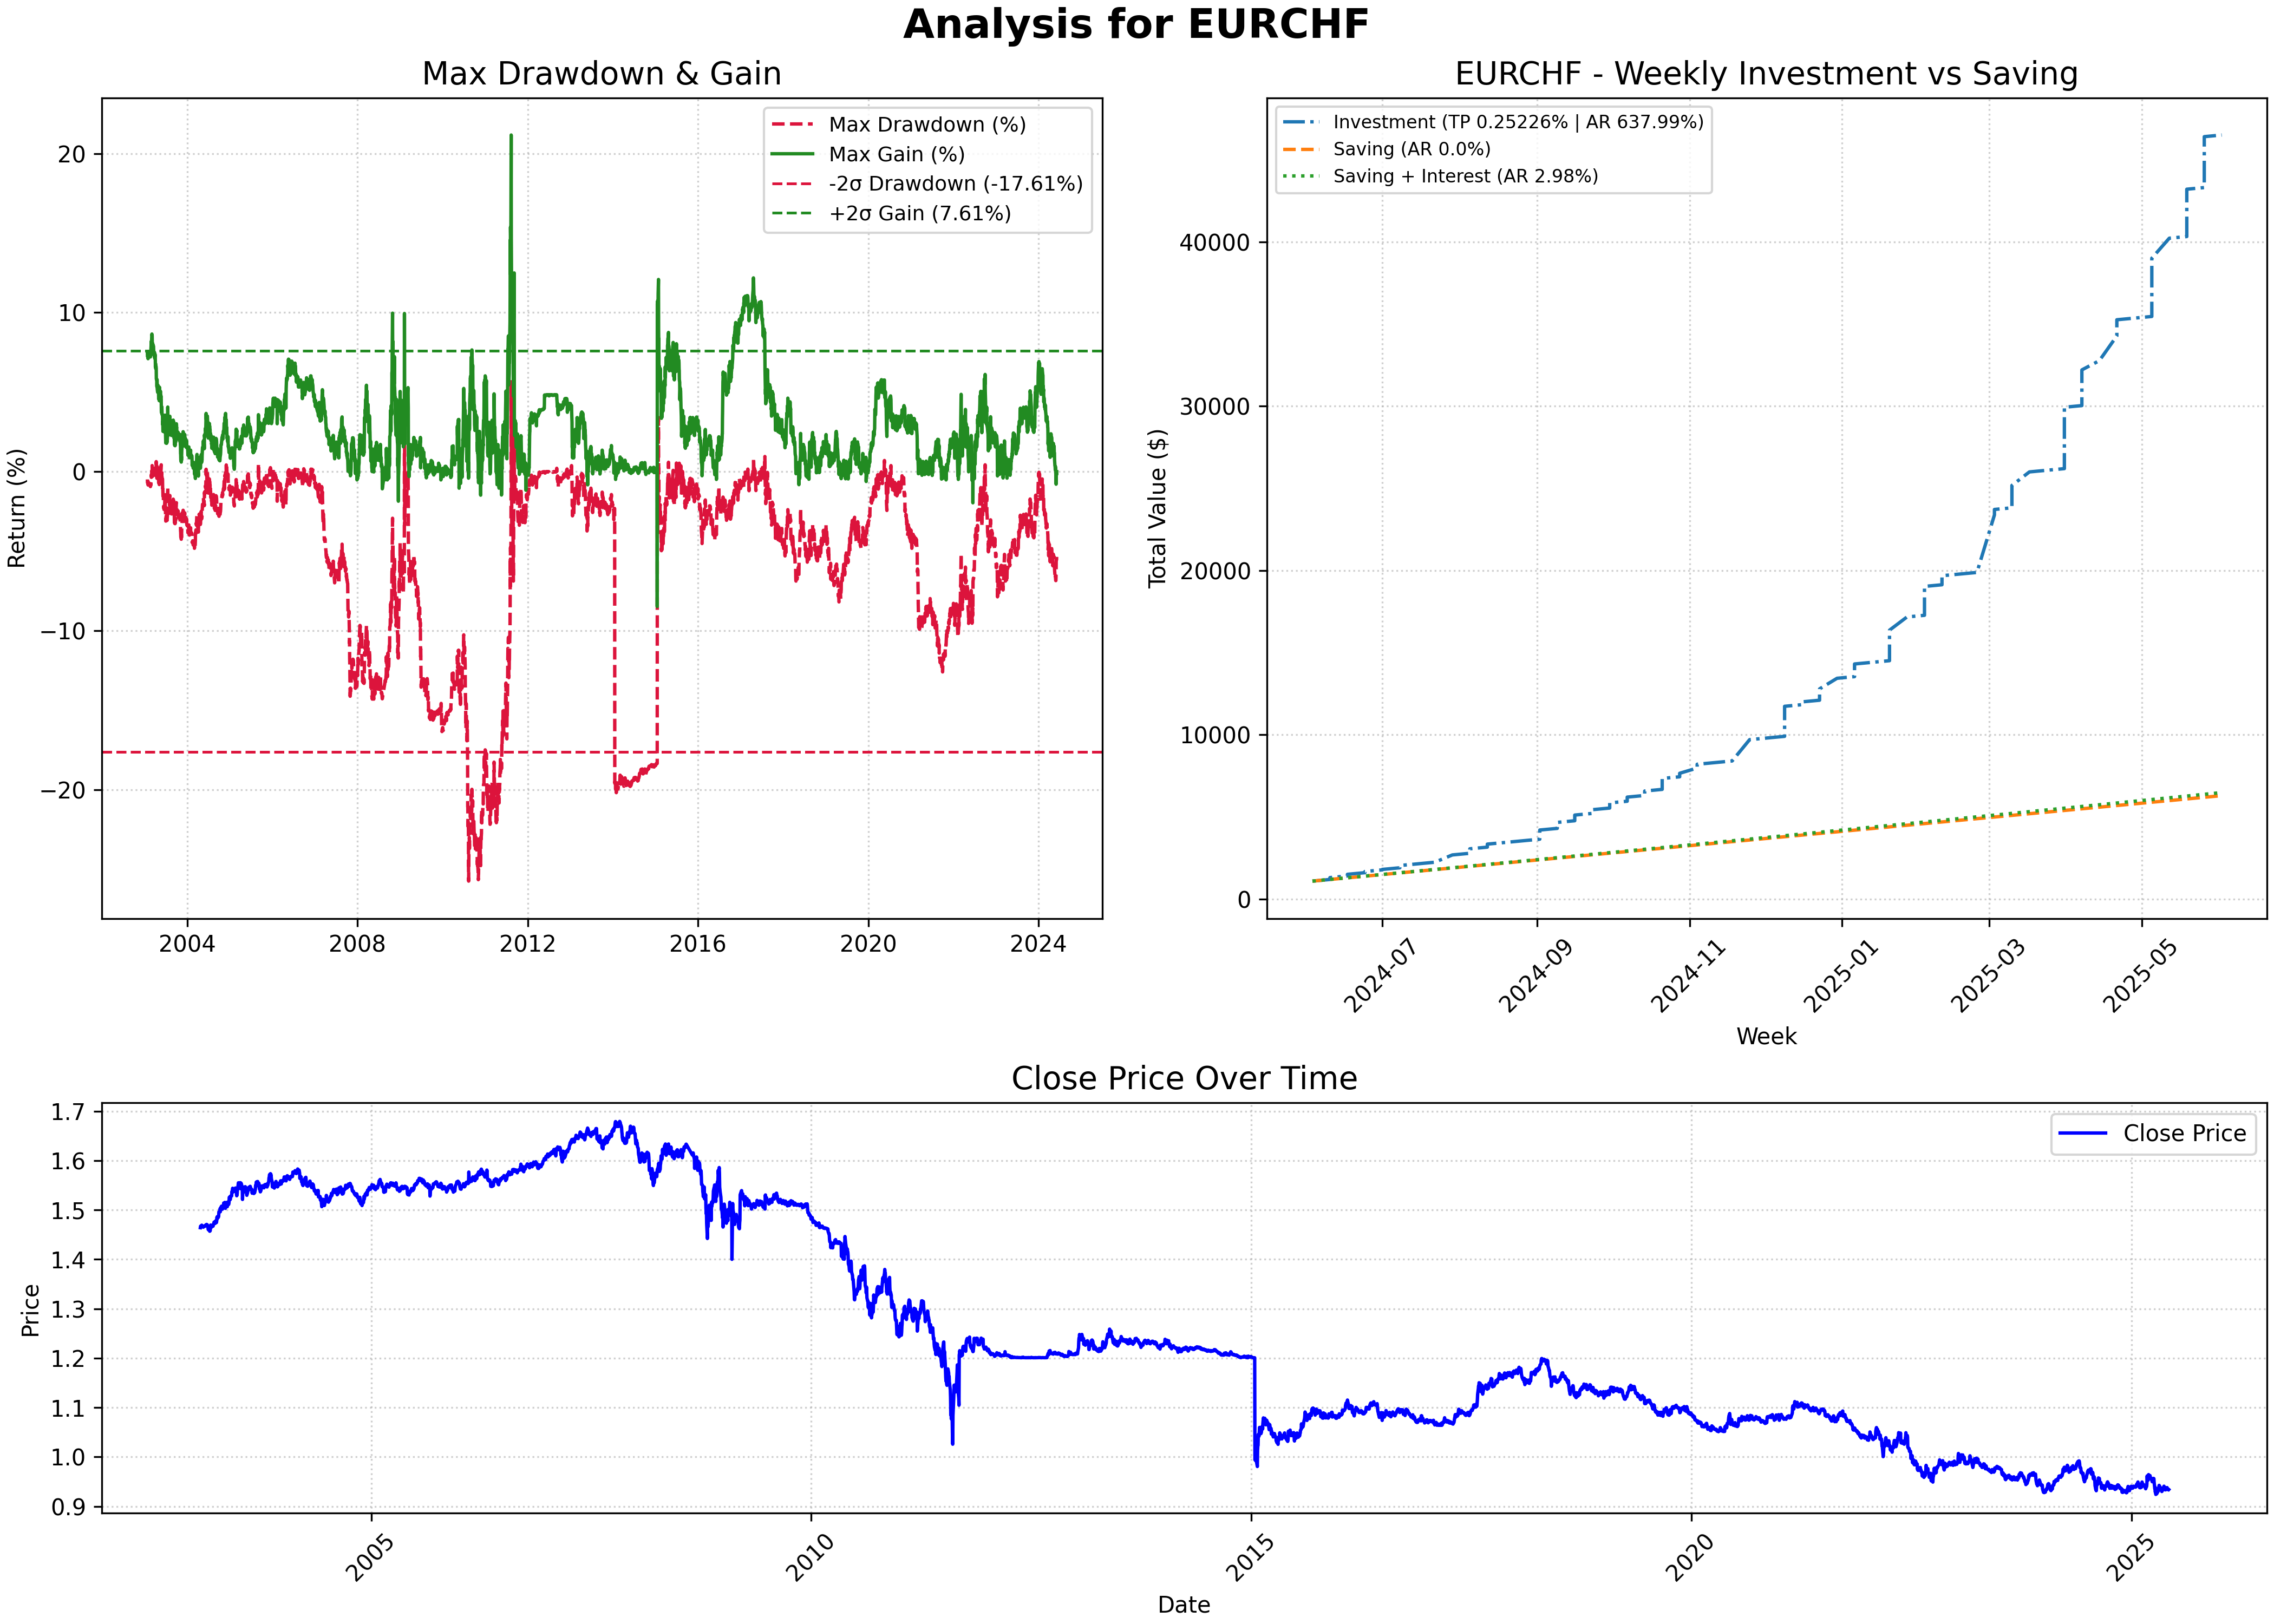 Analysis for EURCHF
Max Drawdown & Gain
Max Drawdown (%)
Max Gain (%)
-2σ Drawdown (-17.61%)
+2σ Gain (7.61%)
Return (%)
20
10
0
−10
−20
2004
2008
2012
2016
2020
2024
EURCHF - Weekly Investment vs Saving
Investment (TP 0.25226% | AR 637.99%)
Saving (AR 0.0%)
Saving + Interest (AR 2.98%)
Total Value ($)
40000
30000
20000
10000
0
2024-07
2024-09
2024-11
2025-01
2025-03
2025-05
Week
Close Price Over Time
Close Price
Price
1.7
1.6
1.5
1.4
1.3
1.2
1.1
1.0
0.9
2005
2010
2015
2020
2025
Date